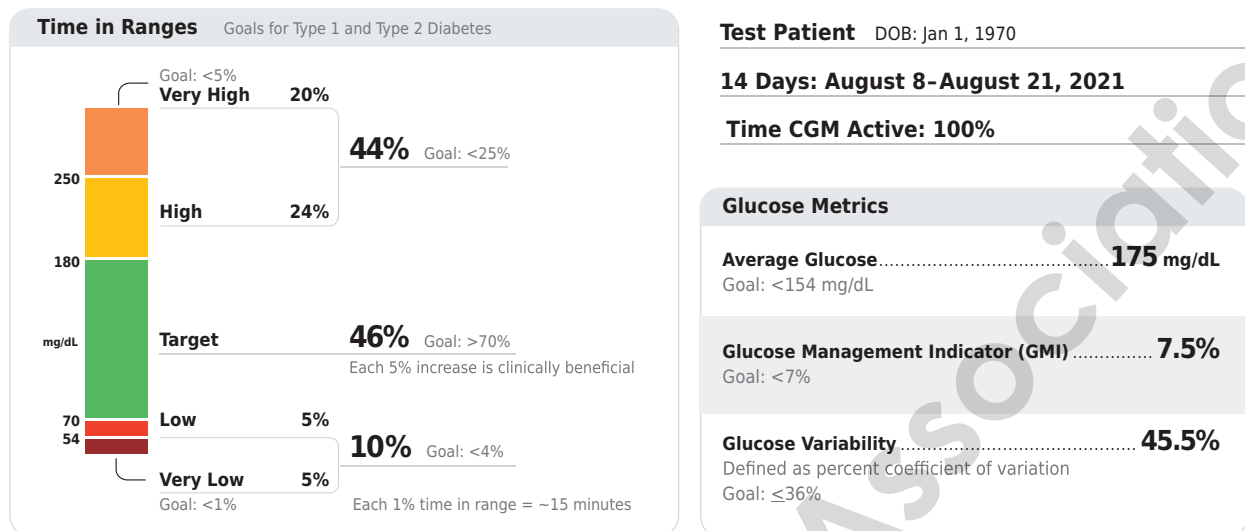 Time in Ranges Goals for Type 1 and Type 2 Diabetes
Goal: <5%
Very High 20%
44% Goal: <25%
250
High 24%
180
mg/dL
Target 46% Goal: >70%
Each 5% increase is clinically beneficial
70
Low 5%
54
10% Goal: <4%
Very Low 5%
Goal: <1%
Each 1% time in range = ~15 minutes
Test Patient DOB: Jan 1, 1970
14 Days: August 8–August 21, 2021
Time CGM Active: 100%
Glucose Metrics
Average Glucose........................................175 mg/dL
Goal: <154 mg/dL
Glucose Management Indicator (GMI)...............7.5%
Goal: <7%
Glucose Variability........................................45.5%
Defined as percent coefficient of variation
Goal: ≤36%
Associatio